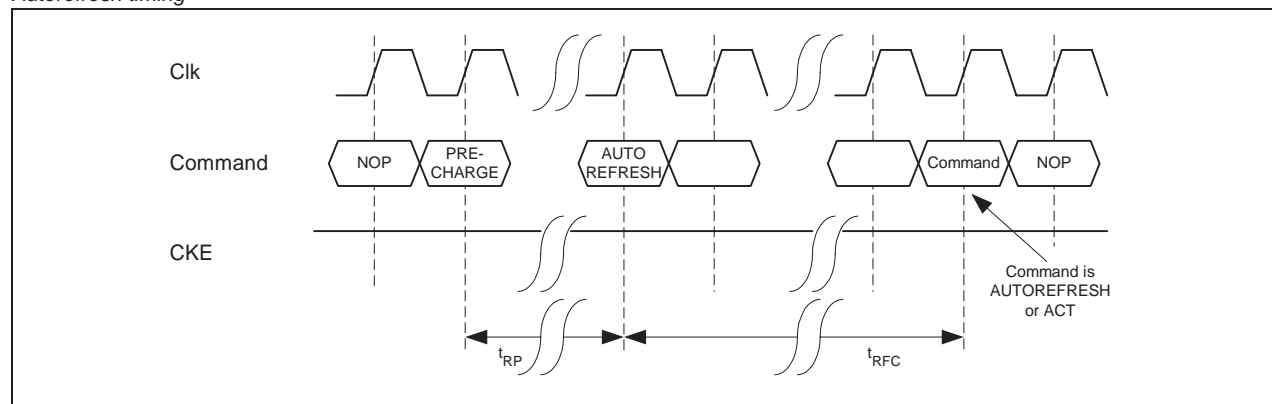 Autorefresh timing
Clk
Command
NOP
PRE-
CHARGE
AUTO
REFRESH
Command
NOP
CKE
Command is
AUTOREFRESH
or ACT
tRP
tRFC